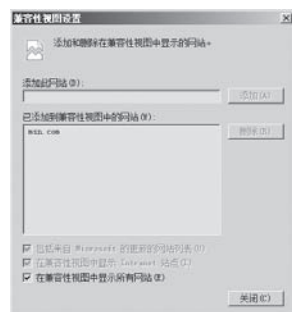 兼容性视图设置
添加和删除在兼容性视图中显示的网站。
添加此网站(D):
添加(A)
已添加到兼容性视图中的网站(W):
msn.com
删除(R)
包括来自 Microsoft 的更新的网站列表(U)
在兼容性视图中显示 Intranet 站点(I)
在兼容性视图中显示所有网站(E)
关闭(C)